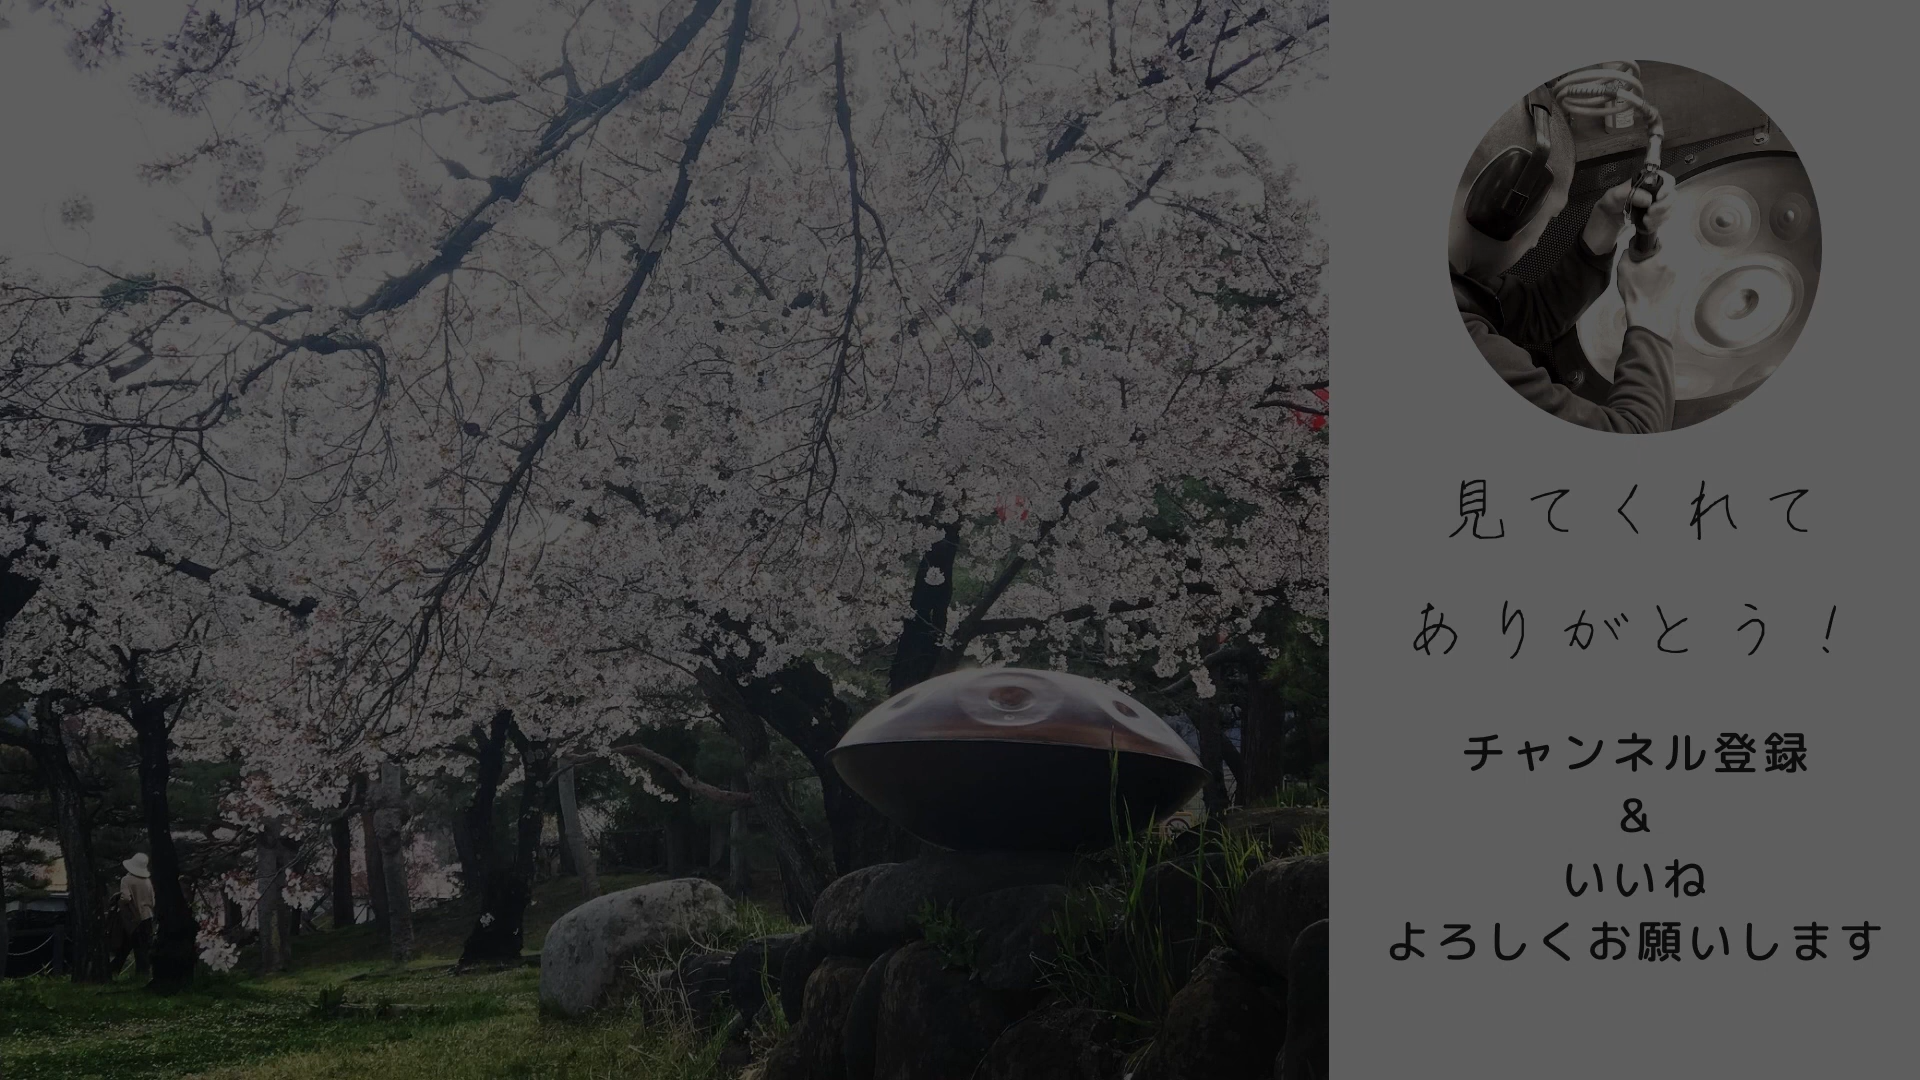 見てくれて
ありがとう！
チャンネル登録
&
いいね
よろしくお願いします